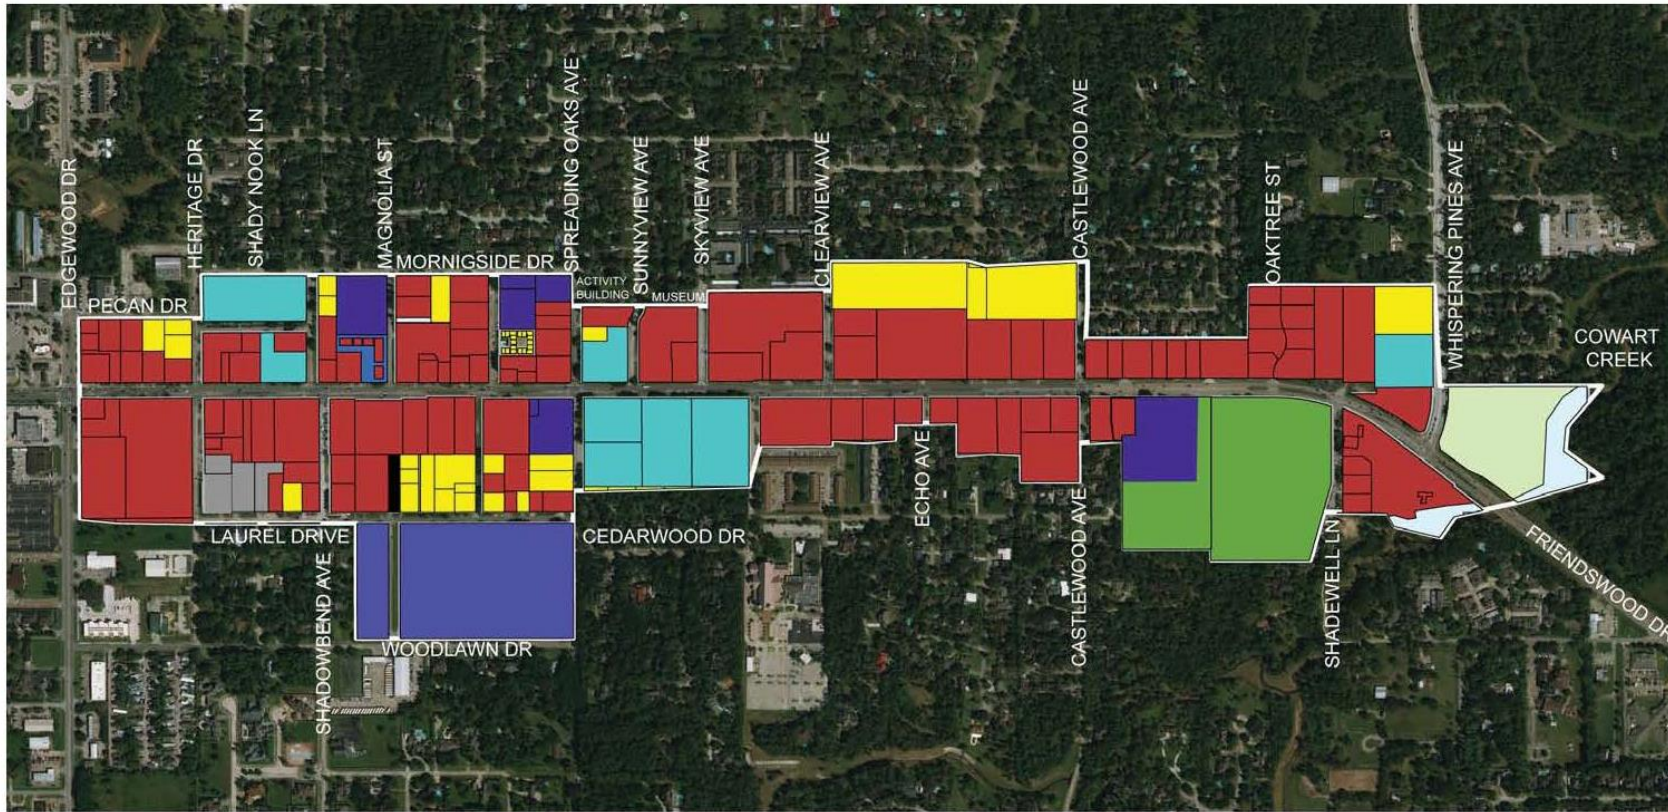 EDGEWOOD DR
HERITAGE DR
SHADY NOOK LN
MAGNOLIA ST
SPREADING OAKS AVE
SUNNYVIEW AVE
SKYVIEW AVE
CLEARVIEW AVE
CASTLEWOOD AVE
OAKTREE ST
WHISPERING PINES AVE
PECAN DR
MORNIGSIDE DR
ACTIVITY
BUILDING
MUSEUM
COWART
CREEK
LAUREL DRIVE
SHADOWBEND AVE
WOODLAWN DR
CEDARWOOD DR
ECHO AVE
CASTLEWOOD AVE
SHADEWELL LN
FRIENDSWOOD DR